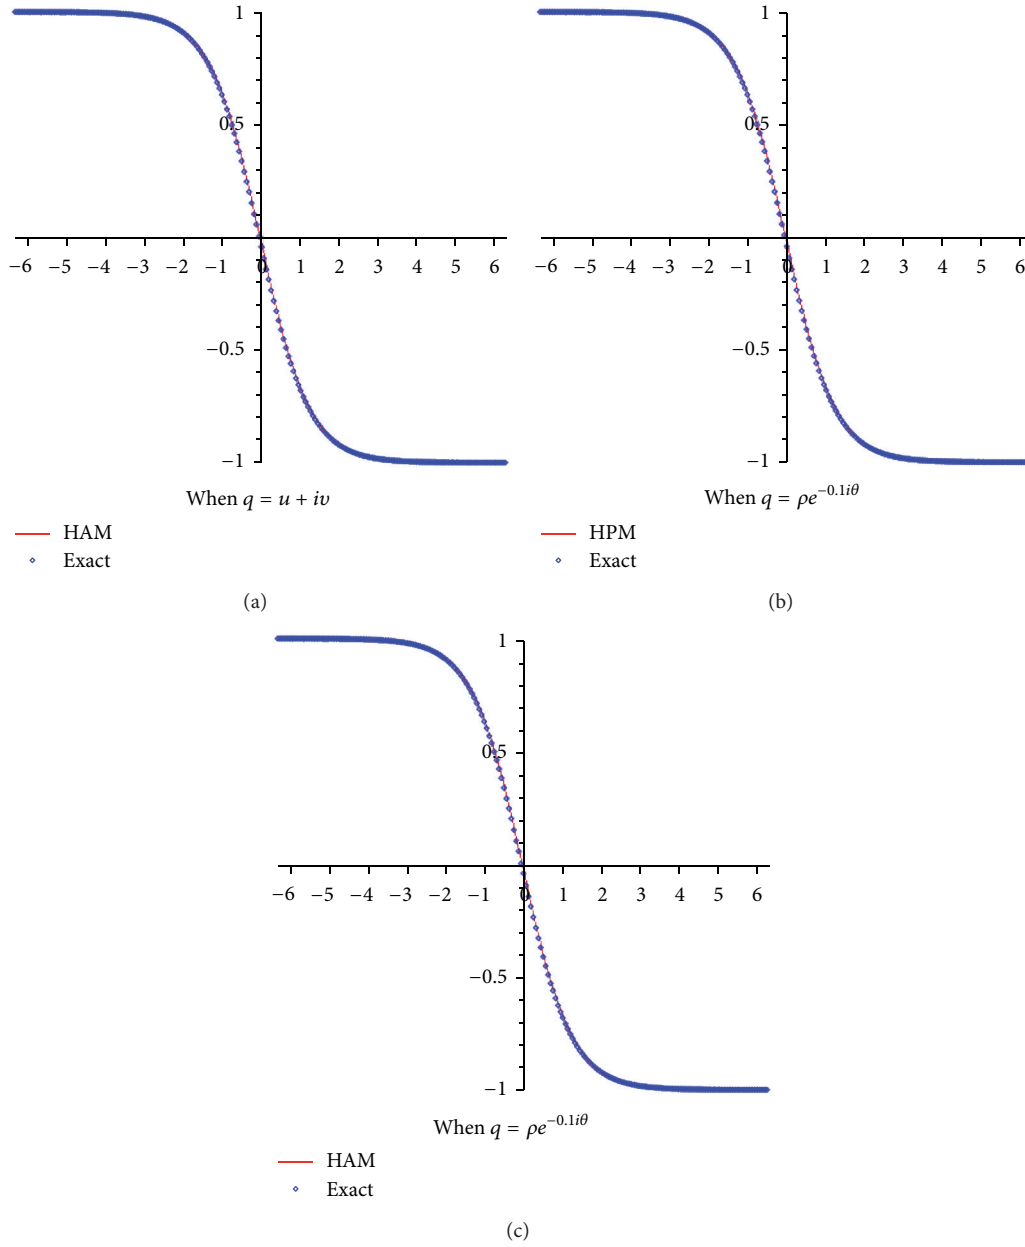 1
0.5
−6 −5 −4 −3 −2 −1 0 1 2 3 4 5 6
−0.5
−1
When q = u + iv
HAM
Exact
(a)
1
0.5
−6 −5 −4 −3 −2 −1 0 1 2 3 4 5 6
−0.5
−1
When q = ρe^{−0.1iθ}
HPM
Exact
(b)
1
0.5
−6 −5 −4 −3 −2 −1 0 1 2 3 4 5 6
−0.5
−1
When q = ρe^{−0.1iθ}
HAM
Exact
(c)